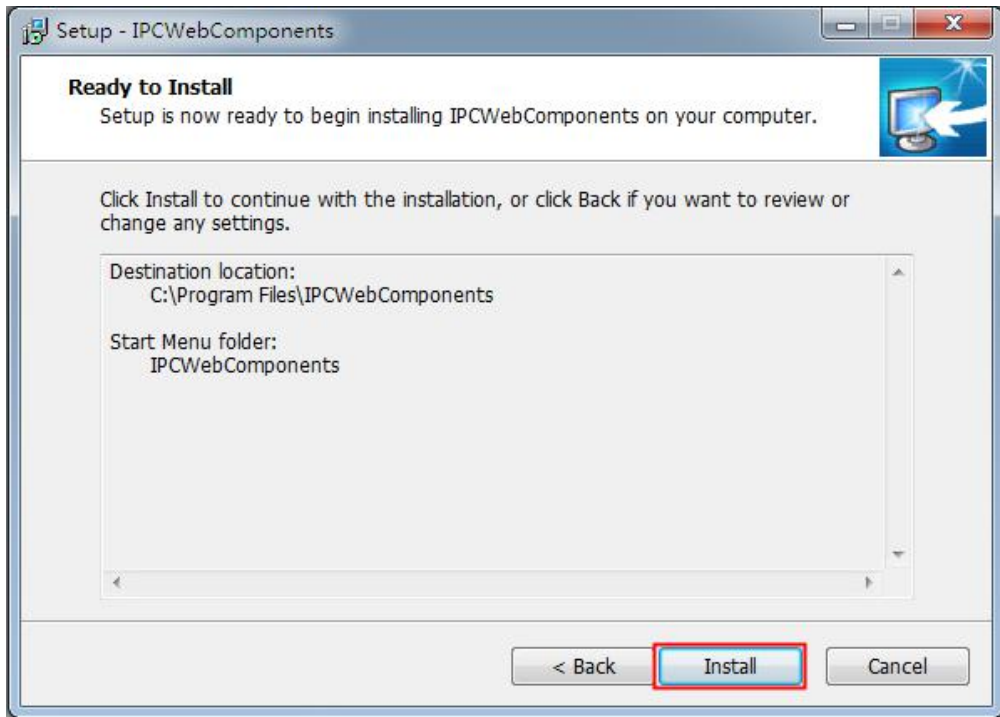 Setup - IPCWebComponents
Ready to Install
Setup is now ready to begin installing IPCWebComponents on your computer.
Click Install to continue with the installation, or click Back if you want to review or
change any settings.
Destination location:
C:\Program Files\IPCWebComponents
Start Menu folder:
IPCWebComponents
< Back Install Cancel